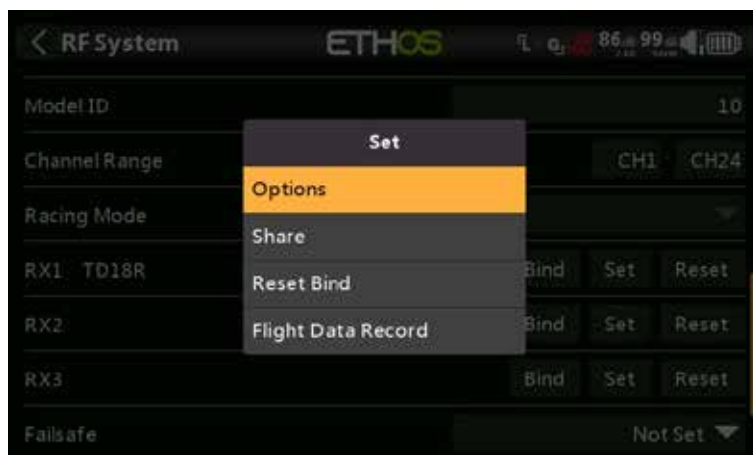 RF System ETHOS 86 99
Model ID 10
Set
Channel Range CH1 CH24
Options
Racing Mode
Share
RX1 TD18R Bind Set Reset
Reset Bind
RX2 Bind Set Reset
Flight Data Record
RX3 Bind Set Reset
Failsafe Not Set